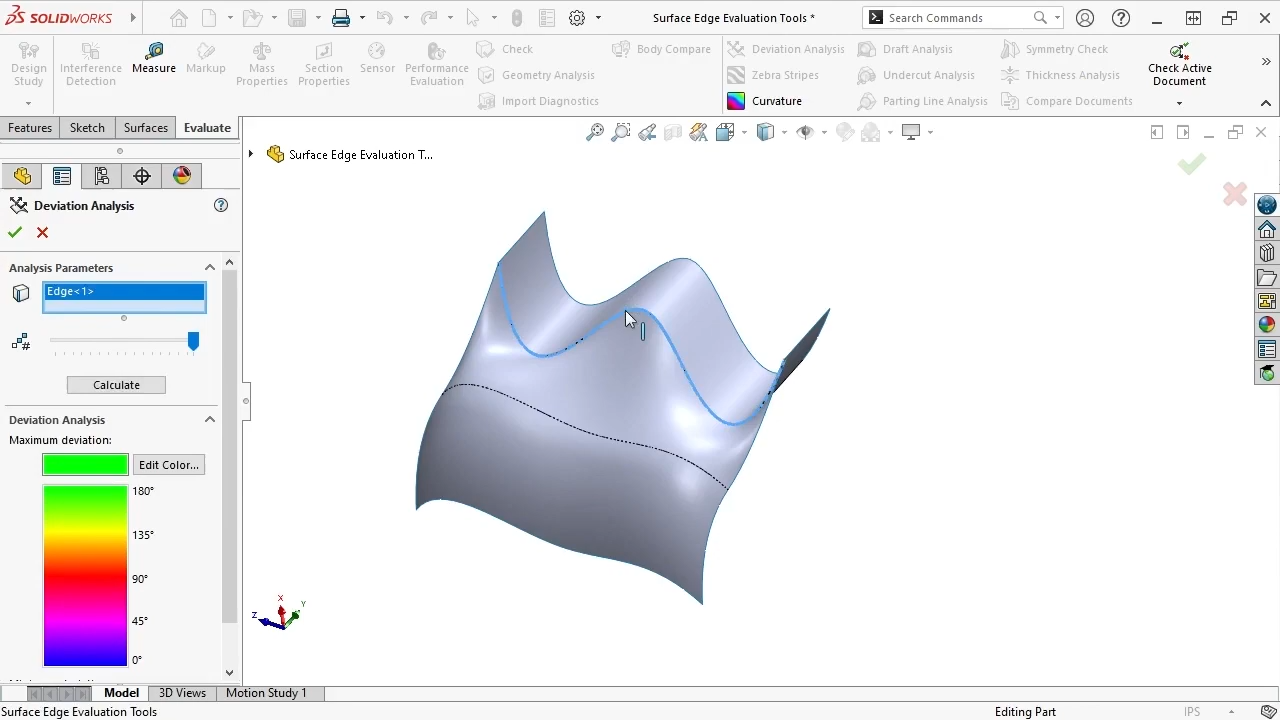 SOLIDWORKS
Surface Edge Evaluation Tools *
Search Commands
Design Study
Interference Detection
Measure
Markup
Mass Properties
Section Properties
Sensor
Performance Evaluation
Check
Geometry Analysis
Import Diagnostics
Body Compare
Deviation Analysis
Zebra Stripes
Curvature
Draft Analysis
Undercut Analysis
Parting Line Analysis
Symmetry Check
Thickness Analysis
Compare Documents
Check Active Document
Features
Sketch
Surfaces
Evaluate
Surface Edge Evaluation T...
Deviation Analysis
Analysis Parameters
Edge<1>
Calculate
Deviation Analysis
Maximum deviation:
Edit Color...
180°
135°
90°
45°
0°
X
Y
Z
Model
3D Views
Motion Study 1
Surface Edge Evaluation Tools
Editing Part
IPS